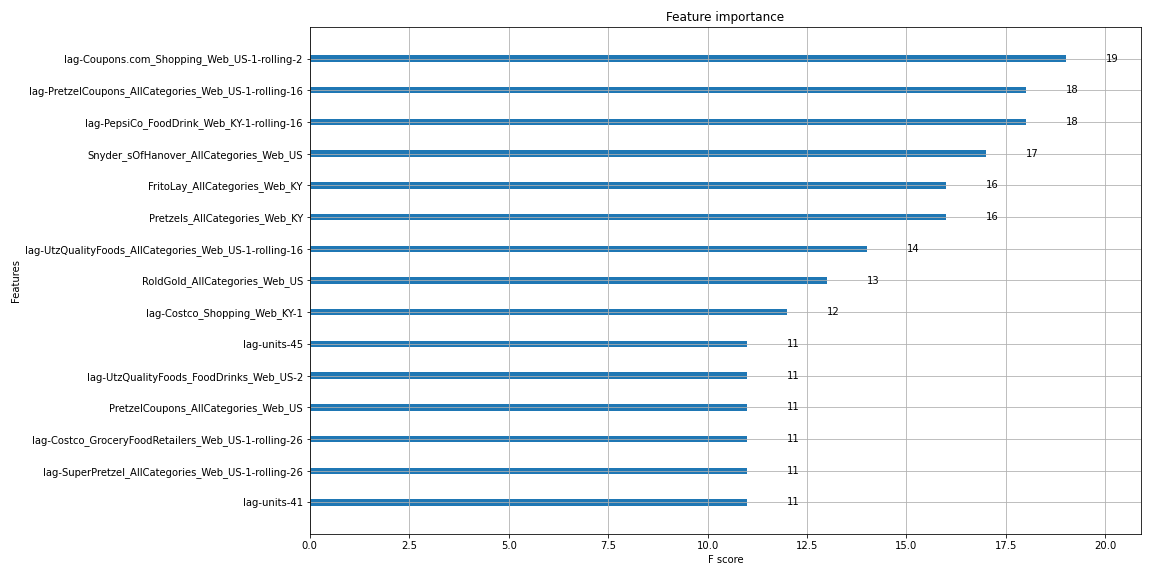 Feature importance
lag-Coupons.com_Shopping_Web_US-1-rolling-2 19
lag-PretzelCoupons_AllCategories_Web_US-1-rolling-16 18
lag-PepsiCo_FoodDrink_Web_KY-1-rolling-16 18
Snyder_sOfHanover_AllCategories_Web_US 17
FritoLay_AllCategories_Web_KY 16
Pretzels_AllCategories_Web_KY 16
lag-UtzQualityFoods_AllCategories_Web_US-1-rolling-16 14
RoldGold_AllCategories_Web_US 13
lag-Costco_Shopping_Web_KY-1 12
lag-units-45 11
lag-UtzQualityFoods_FoodDrinks_Web_US-2 11
PretzelCoupons_AllCategories_Web_US 11
lag-Costco_GroceryFoodRetailers_Web_US-1-rolling-26 11
lag-SuperPretzel_AllCategories_Web_US-1-rolling-26 11
lag-units-41 11
Features
0.0 2.5 5.0 7.5 10.0 12.5 15.0 17.5 20.0
F score